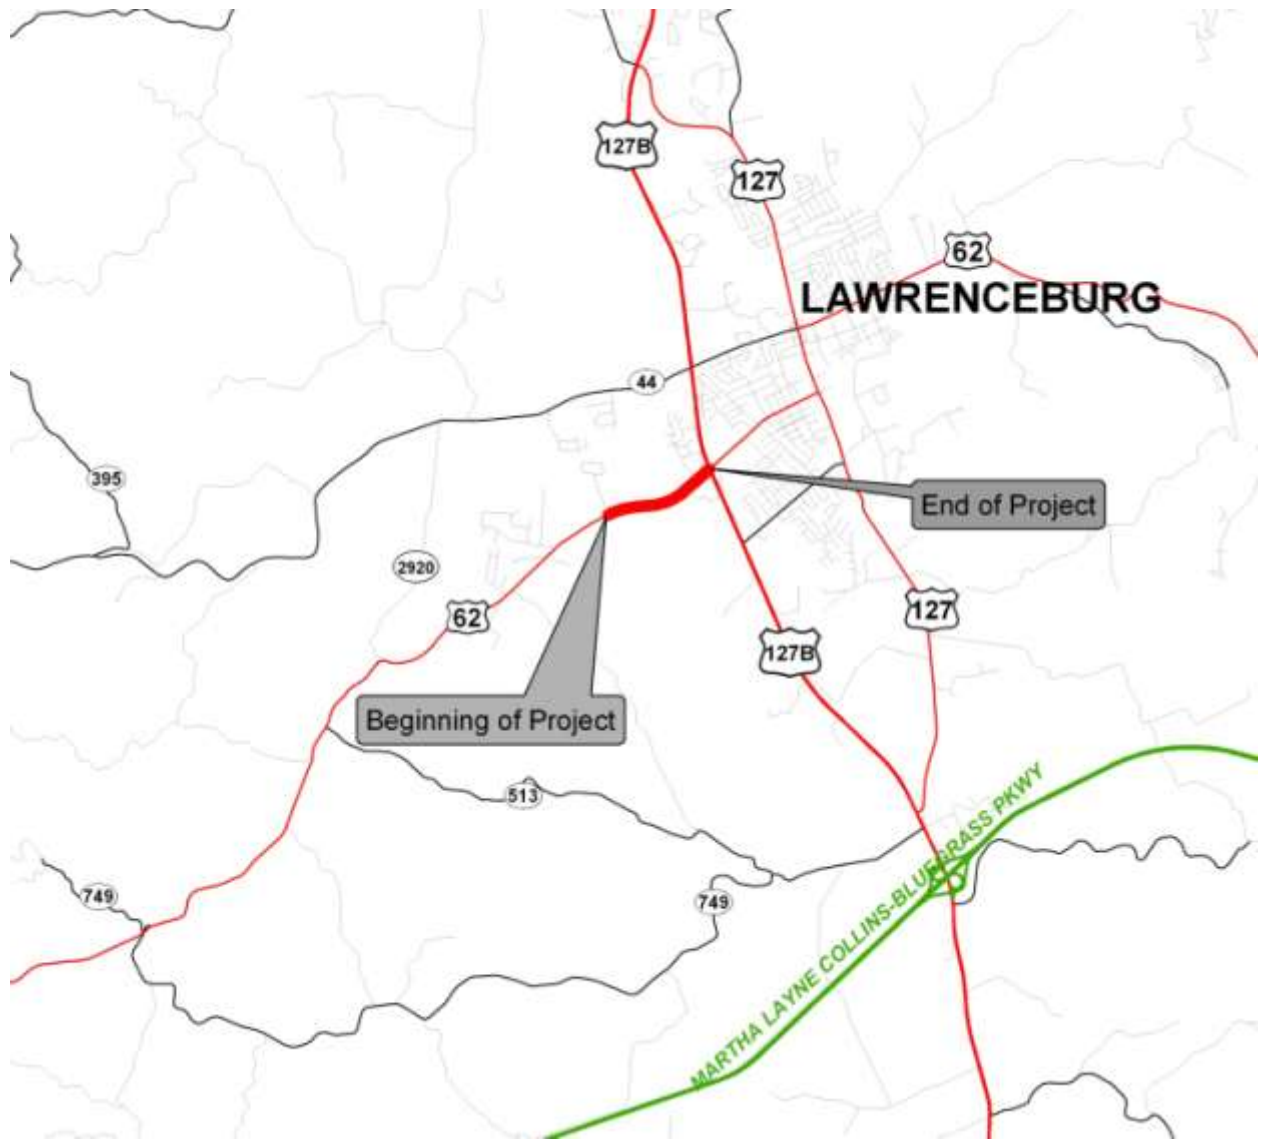 127B
127
62
LAWRENCEBURG
44
395
End of Project
2920
62
127
127B
Beginning of Project
513
MARTHA LAYNE COLLINS-BLUEGRASS PKWY
749
749